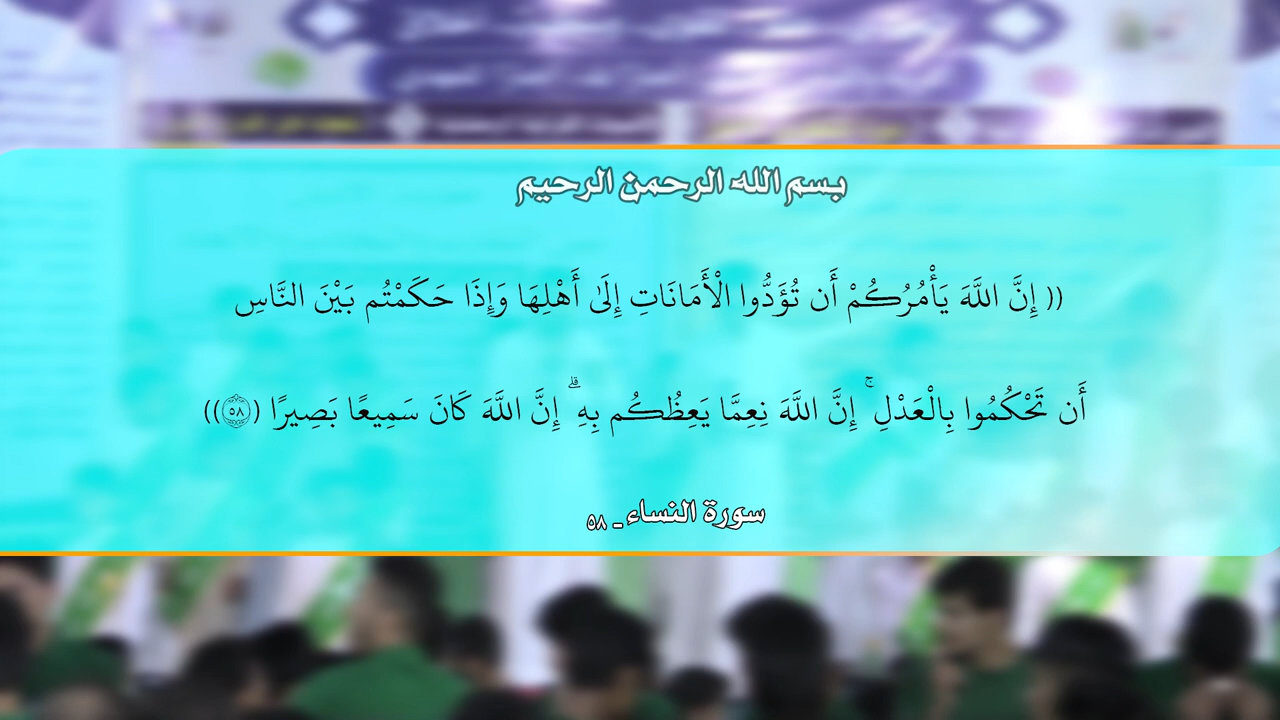 بسم الله الرحمن الرحيم
(( إِنَّ اللَّهَ يَأْمُرُكُمْ أَن تُؤَدُّوا الْأَمَانَاتِ إِلَىٰ أَهْلِهَا وَإِذَا حَكَمْتُم بَيْنَ النَّاسِ
أَن تَحْكُمُوا بِالْعَدْلِ ۚ إِنَّ اللَّهَ نِعِمَّا يَعِظُكُم بِهِ ۗ إِنَّ اللَّهَ كَانَ سَمِيعًا بَصِيرًا (۝٥٨))
سورة النساء ـ ٥٨